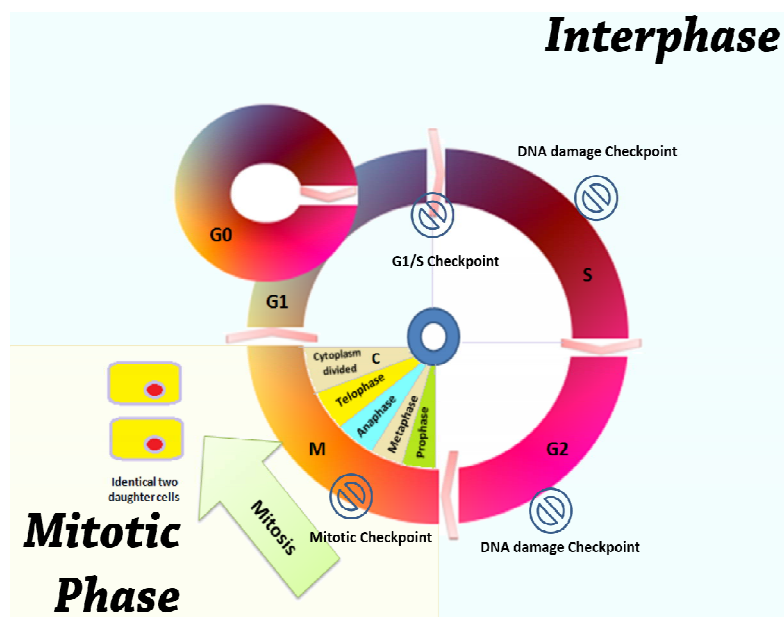 Interphase
DNA damage Checkpoint
G0
G1/S Checkpoint
S
G1
Cytoplasm
divided
C
Telophase
Anaphase
Metaphase
Prophase
M
G2
Identical two
daughter cells
Mitosis
Mitotic Checkpoint
DNA damage Checkpoint
Mitotic
Phase